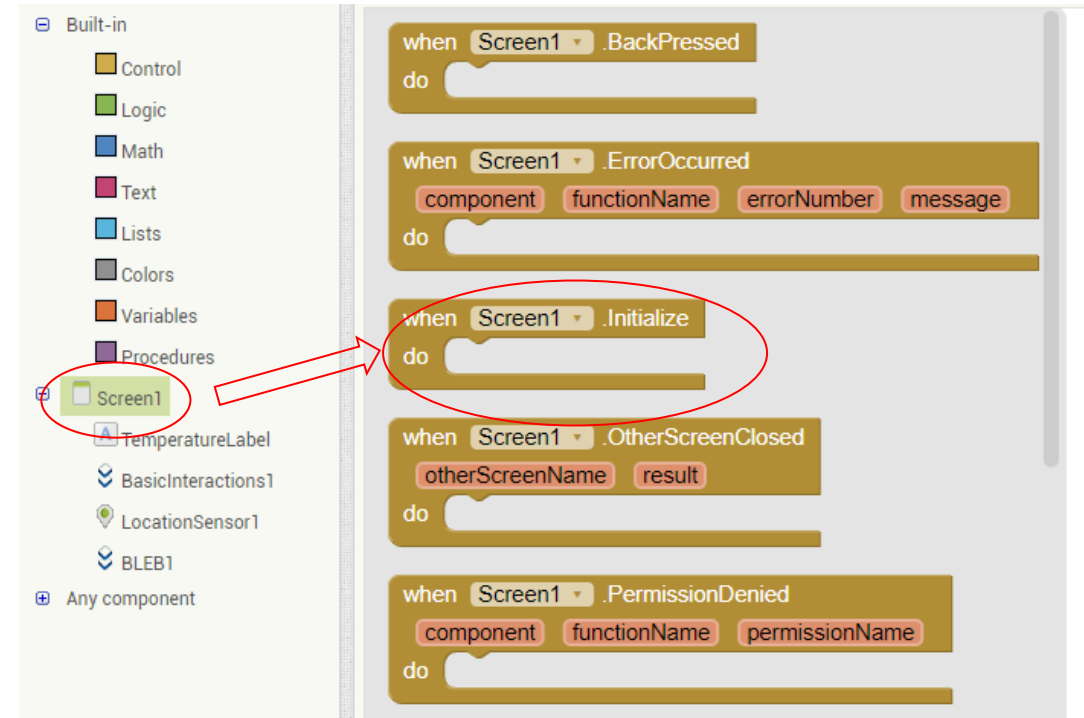 Built-in
Control
Logic
Math
Text
Lists
Colors
Variables
Procedures
Screen1
A TemperatureLabel
BasicInteractions1
LocationSensor1
BLEB1
Any component
when Screen1 .BackPressed
do
when Screen1 .ErrorOccurred
component functionName errorNumber message
do
when Screen1 .Initialize
do
when Screen1 .OtherScreenClosed
otherScreenName result
do
when Screen1 .PermissionDenied
component functionName permissionName
do